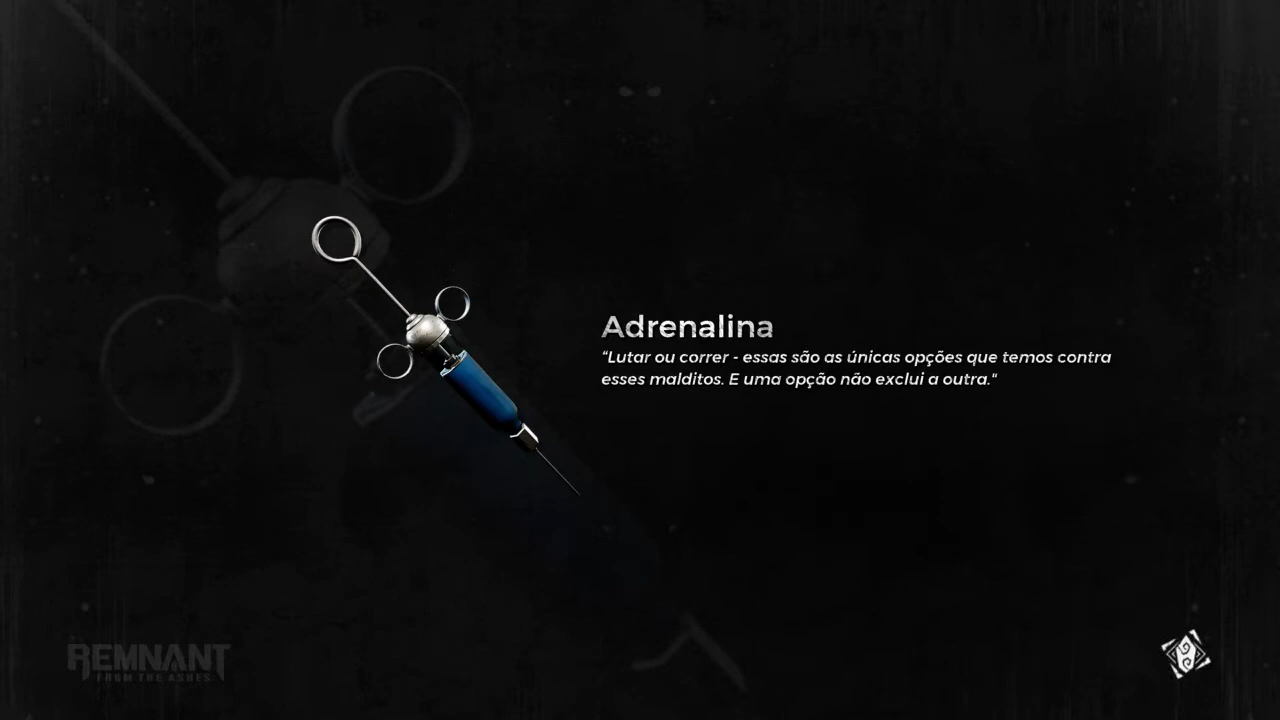 Adrenalina
"Lutar ou correr - essas são as únicas opções que temos contra
esses malditos. E uma opção não exclui a outra."
REMNANT
FROM THE ASHES